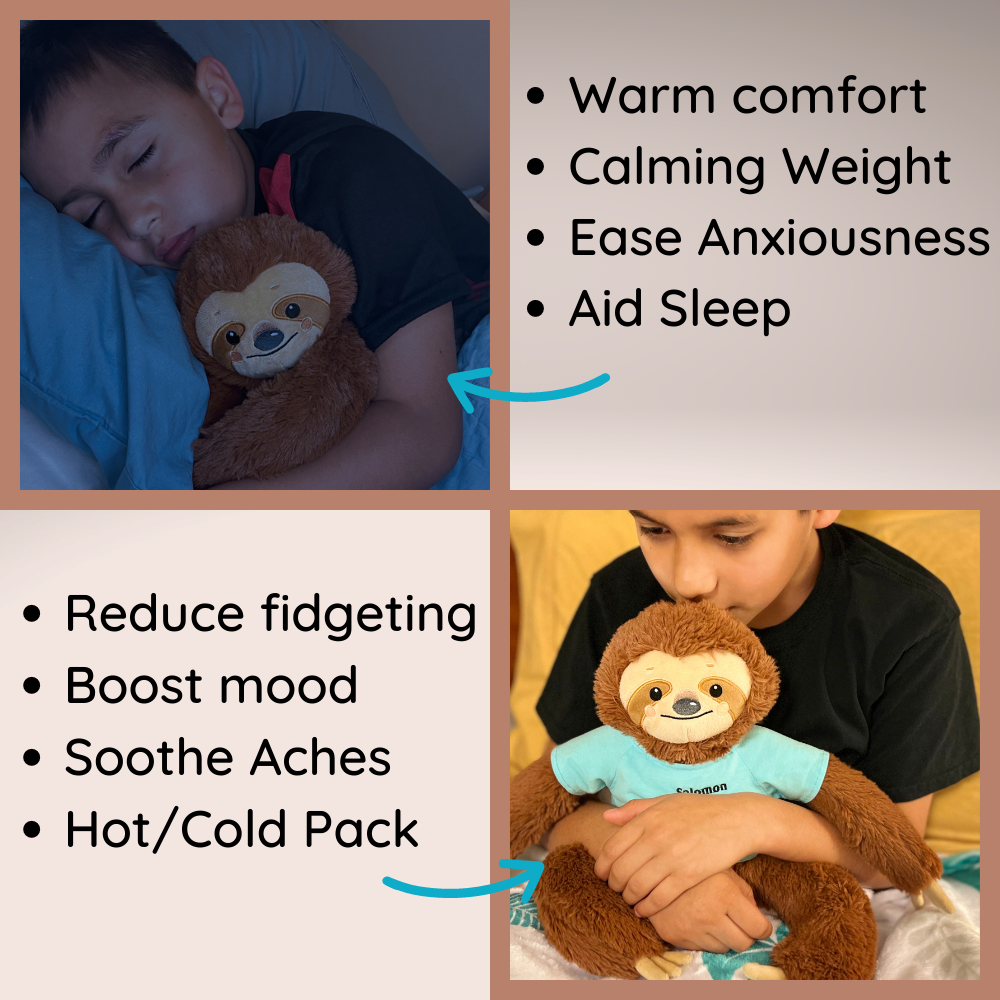 Warm comfort
Calming Weight
Ease Anxiousness
Aid Sleep
Reduce fidgeting
Boost mood
Soothe Aches
Hot/Cold Pack
Solomon